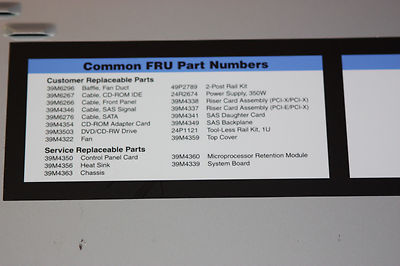 Common FRU Part Numbers
Customer Replaceable Parts
39M6296 Baffle, Fan Duct
39M6267 Cable, CD-ROM IDE
39M6266 Cable, Front Panel
39M4346 Cable, SAS Signal
39M6276 Cable, SATA
39M4354 CD-ROM Adapter Card
39M3503 DVD/CD-RW Drive
39M4322 Fan
49P2789 2-Post Rail Kit
24R2674 Power Supply, 350W
39M4338 Riser Card Assembly (PCI-X/PCI-X)
39M4337 Riser Card Assembly (PCI-E/PCI-X)
39M4341 SAS Daughter Card
39M4349 SAS Backplane
24P1121 Tool-Less Rail Kit, 1U
39M4359 Top Cover
Service Replaceable Parts
39M4350 Control Panel Card
39M4356 Heat Sink
39M4363 Chassis
39M4360 Microprocessor Retention Module
39M4339 System Board